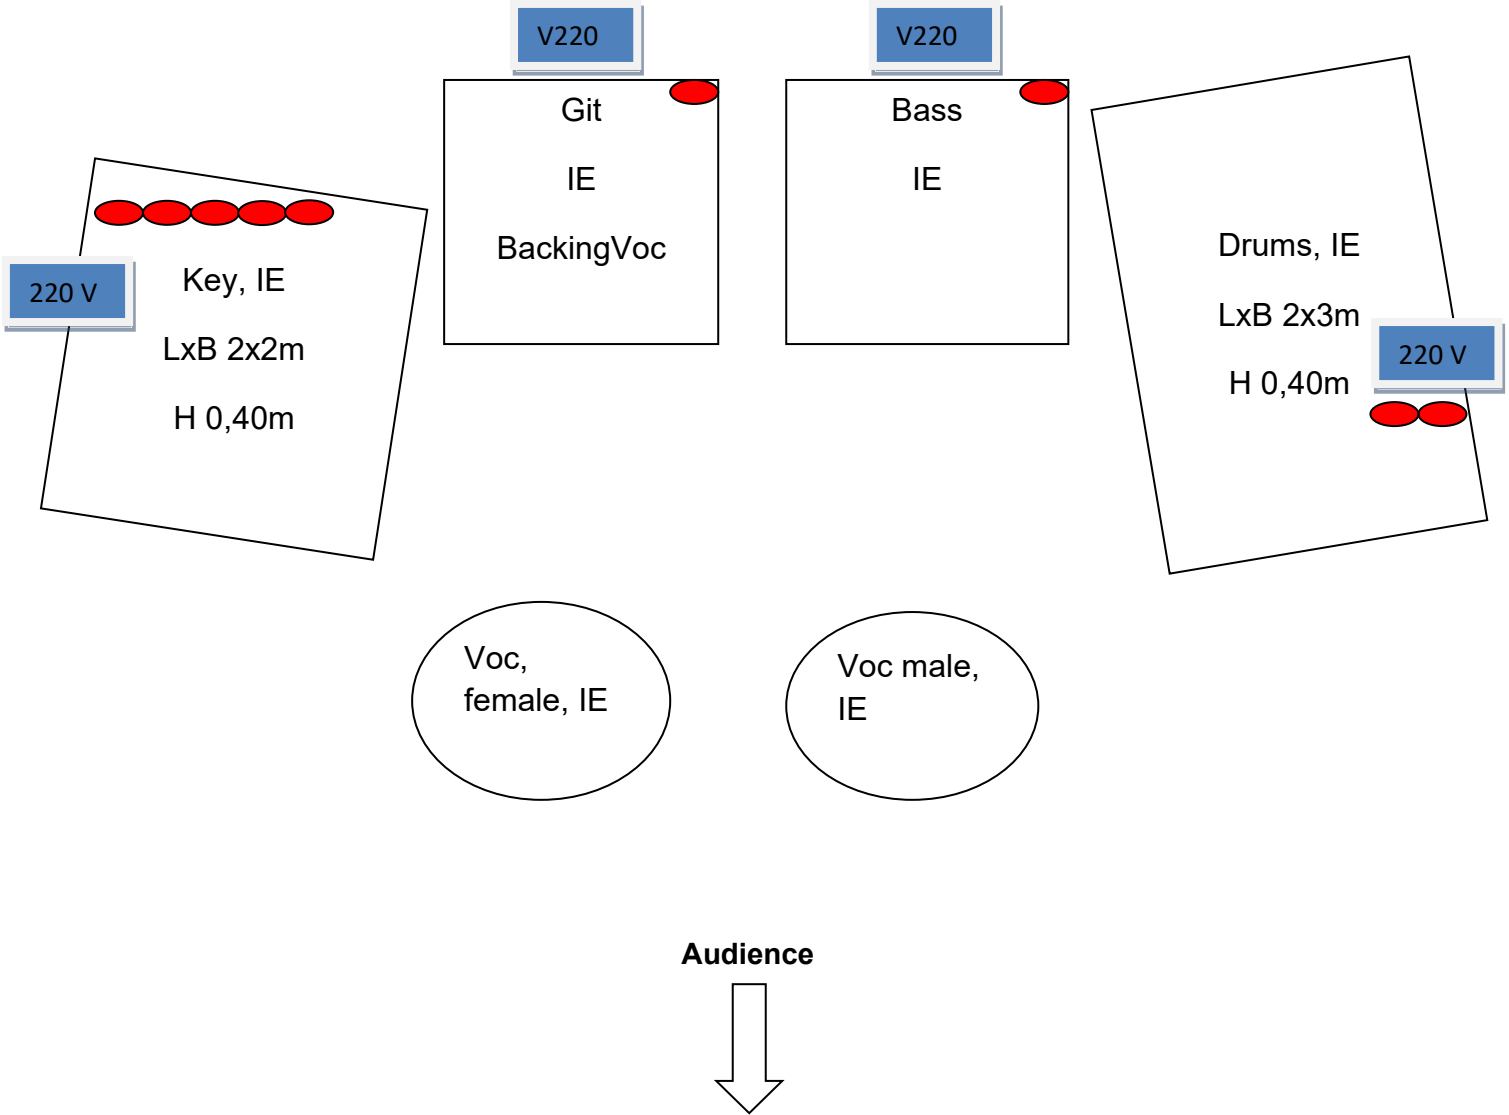 V220
V220
Git
IE
BackingVoc
Bass
IE
220 V
Key, IE
LxB 2x2m
H 0,40m
Drums, IE
LxB 2x3m
H 0,40m
220 V
Voc,
female, IE
Voc male,
IE
Audience